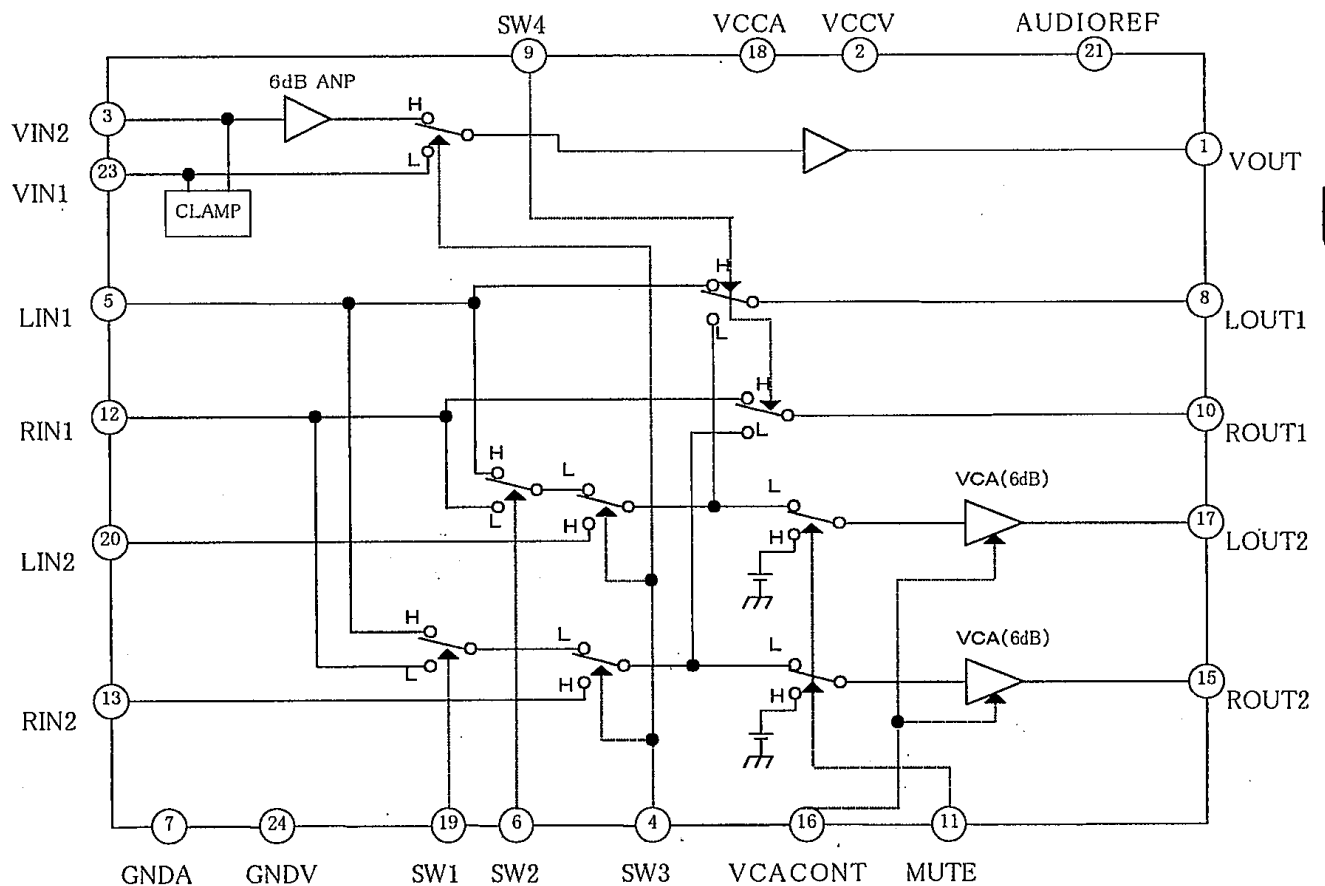 SW4 VCCA VCCV AUDIOREF
9 18 2 21
6dB ANP
H
3
VIN2
1
VOUT
L
23
VIN1
CLAMP
H
5
LIN1
8
LOUT1
L
H
12
RIN1
10
ROUT1
L
H
L
L
VCA(6dB)
L
H
H
17
LOUT2
20
LIN2
H
L
L
VCA(6dB)
L
H
H
15
ROUT2
13
RIN2
7 24 19 6 4 16 11
GNDA GNDV SW1 SW2 SW3 VCACONT MUTE